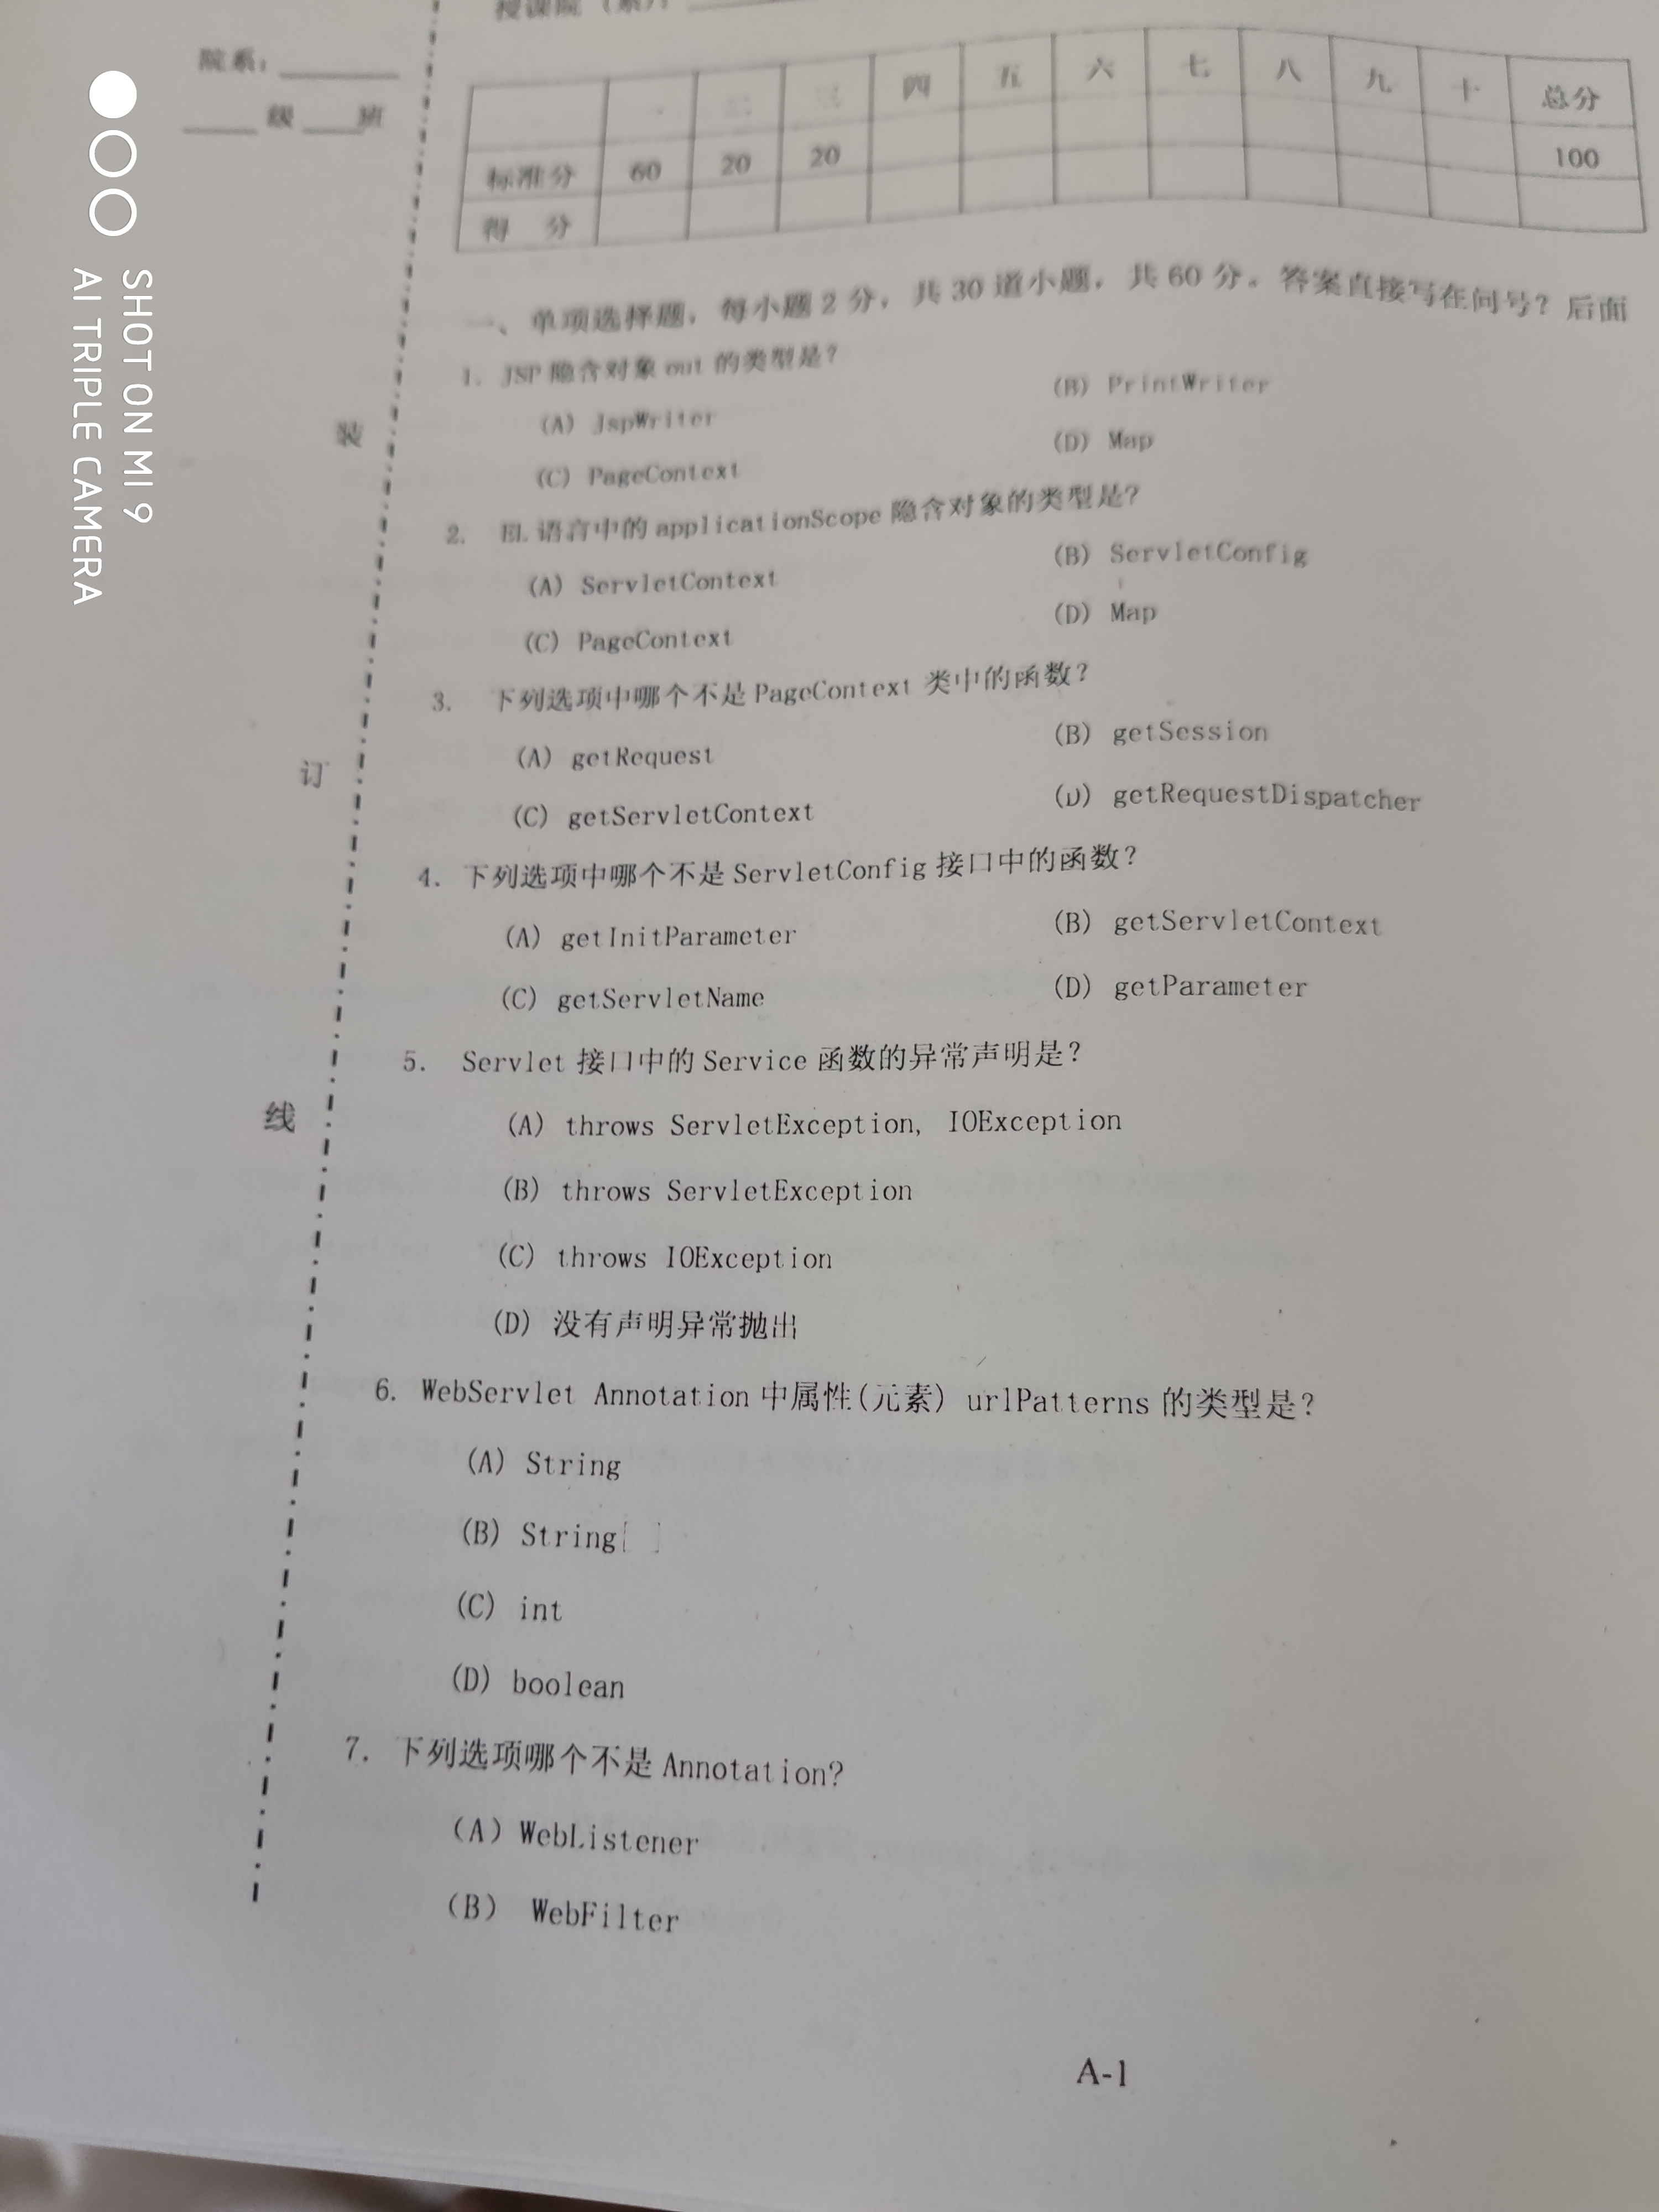 授课院（系）：
院系：
级 班
一 二 三 四 五 六 七 八 九 十 总分
标准分 60 20 20 100
得 分
一、单项选择题，每小题 2 分，共 30 道小题，共 60 分。答案直接写在问号？后面
1. JSP 隐含对象 out 的类型是？
(A) JspWriter (B) PrintWriter
(C) PageContext (D) Map
2. EL 语言中的 applicationScope 隐含对象的类型是？
(A) ServletContext (B) ServletConfig
(C) PageContext (D) Map
3. 下列选项中哪个不是 PageContext 类中的函数？
(A) getRequest (B) getSession
(C) getServletContext (D) getRequestDispatcher
4. 下列选项中哪个不是 ServletConfig 接口中的函数？
(A) getInitParameter (B) getServletContext
(C) getServletName (D) getParameter
5. Servlet 接口中的 Service 函数的异常声明是？
(A) throws ServletException, IOException
(B) throws ServletException
(C) throws IOException
(D) 没有声明异常抛出
6. WebServlet Annotation 中属性(元素) urlPatterns 的类型是？
(A) String
(B) String[ ]
(C) int
(D) boolean
7. 下列选项哪个不是 Annotation?
(A) WebListener
(B) WebFilter
装
订
线
A-1
SHOT ON MI 9
AI TRIPLE CAMERA